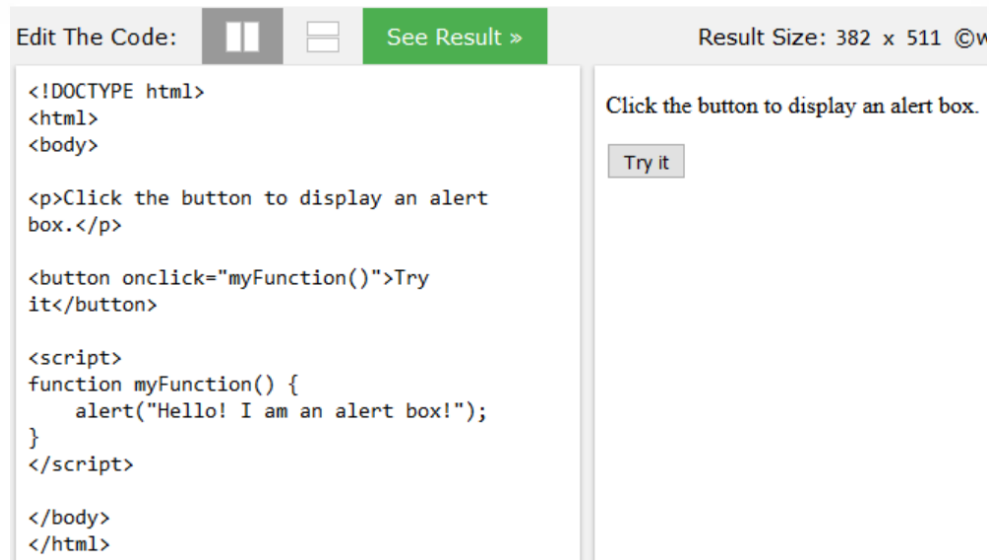 Edit The Code:
See Result »
Result Size: 382 x 511 ©w
<!DOCTYPE html>
<html>
<body>
<p>Click the button to display an alert
box.</p>
<button onclick="myFunction()">Try
it</button>
<script>
function myFunction() {
    alert("Hello! I am an alert box!");
}
</script>
</body>
</html>
Click the button to display an alert box.
Try it